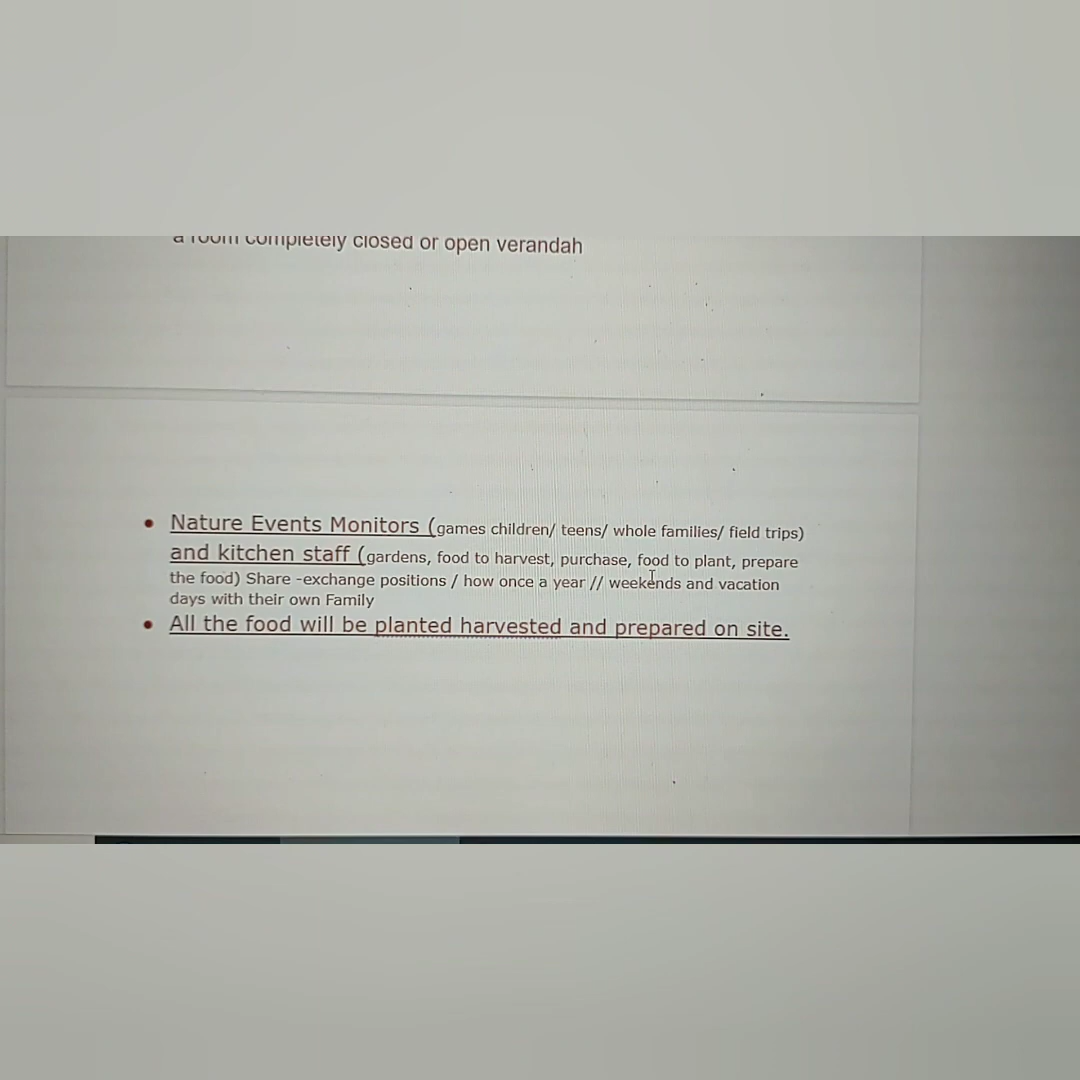 a room completely closed or open verandah
• Nature Events Monitors (games children/ teens/ whole families/ field trips)
and kitchen staff (gardens, food to harvest, purchase, food to plant, prepare
the food) Share -exchange positions / how once a year // weekends and vacation
days with their own Family
• All the food will be planted harvested and prepared on site.